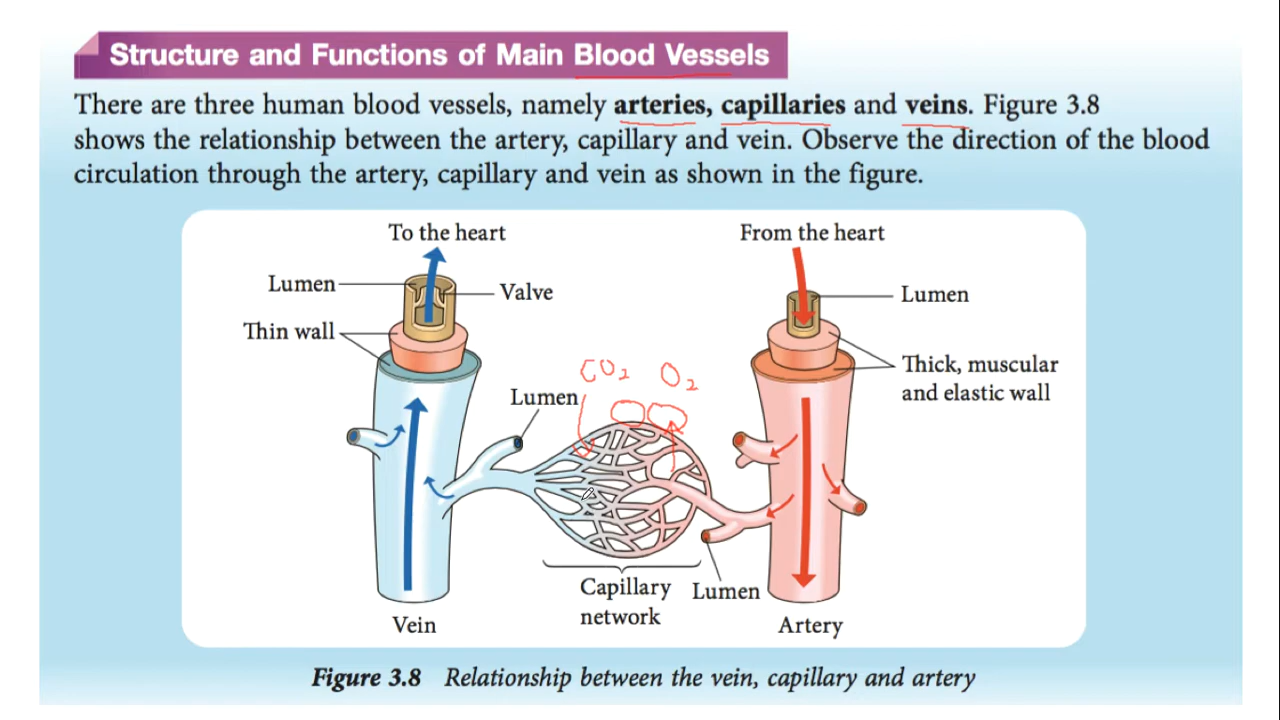 Structure and Functions of Main Blood Vessels
There are three human blood vessels, namely arteries, capillaries and veins. Figure 3.8
shows the relationship between the artery, capillary and vein. Observe the direction of the blood
circulation through the artery, capillary and vein as shown in the figure.
To the heart
From the heart
Lumen
Valve
Lumen
Thin wall
Thick, muscular
and elastic wall
CO₂
O₂
Lumen
Capillary
network
Lumen
Vein
Artery
Figure 3.8 Relationship between the vein, capillary and artery